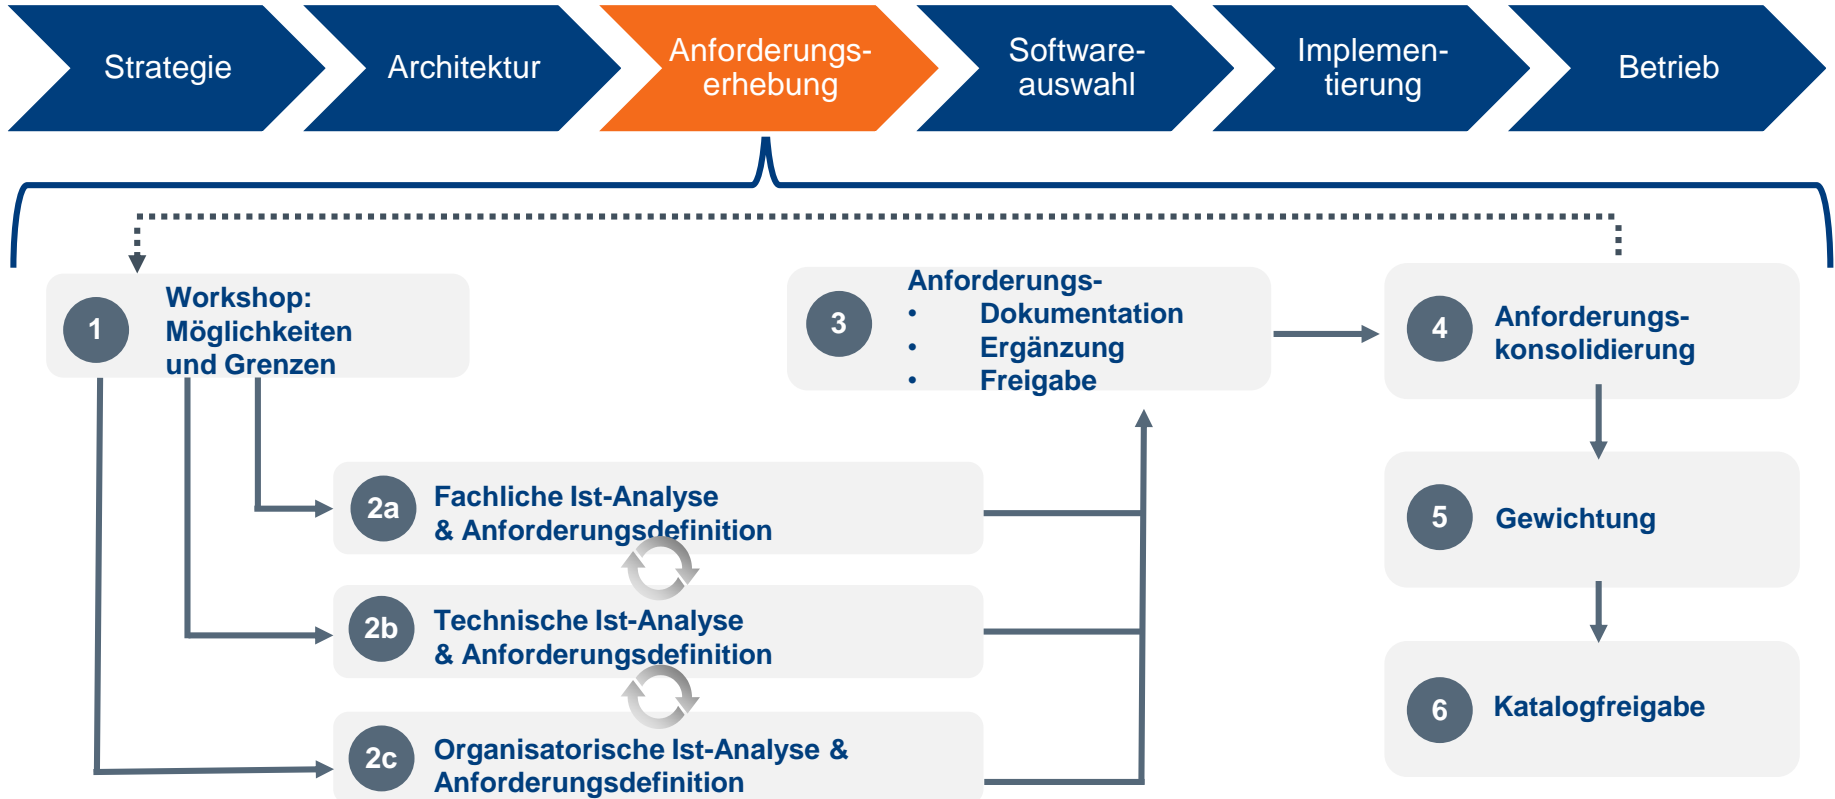 Strategie
Architektur
Anforderungs-
erhebung
Software-
auswahl
Implemen-
tierung
Betrieb
1
Workshop:
Möglichkeiten
und Grenzen
2a
Fachliche Ist-Analyse
& Anforderungsdefinition
2b
Technische Ist-Analyse
& Anforderungsdefinition
2c
Organisatorische Ist-Analyse &
Anforderungsdefinition
3
Anforderungs-
• Dokumentation
• Ergänzung
• Freigabe
4
Anforderungs-
konsolidierung
5
Gewichtung
6
Katalogfreigabe